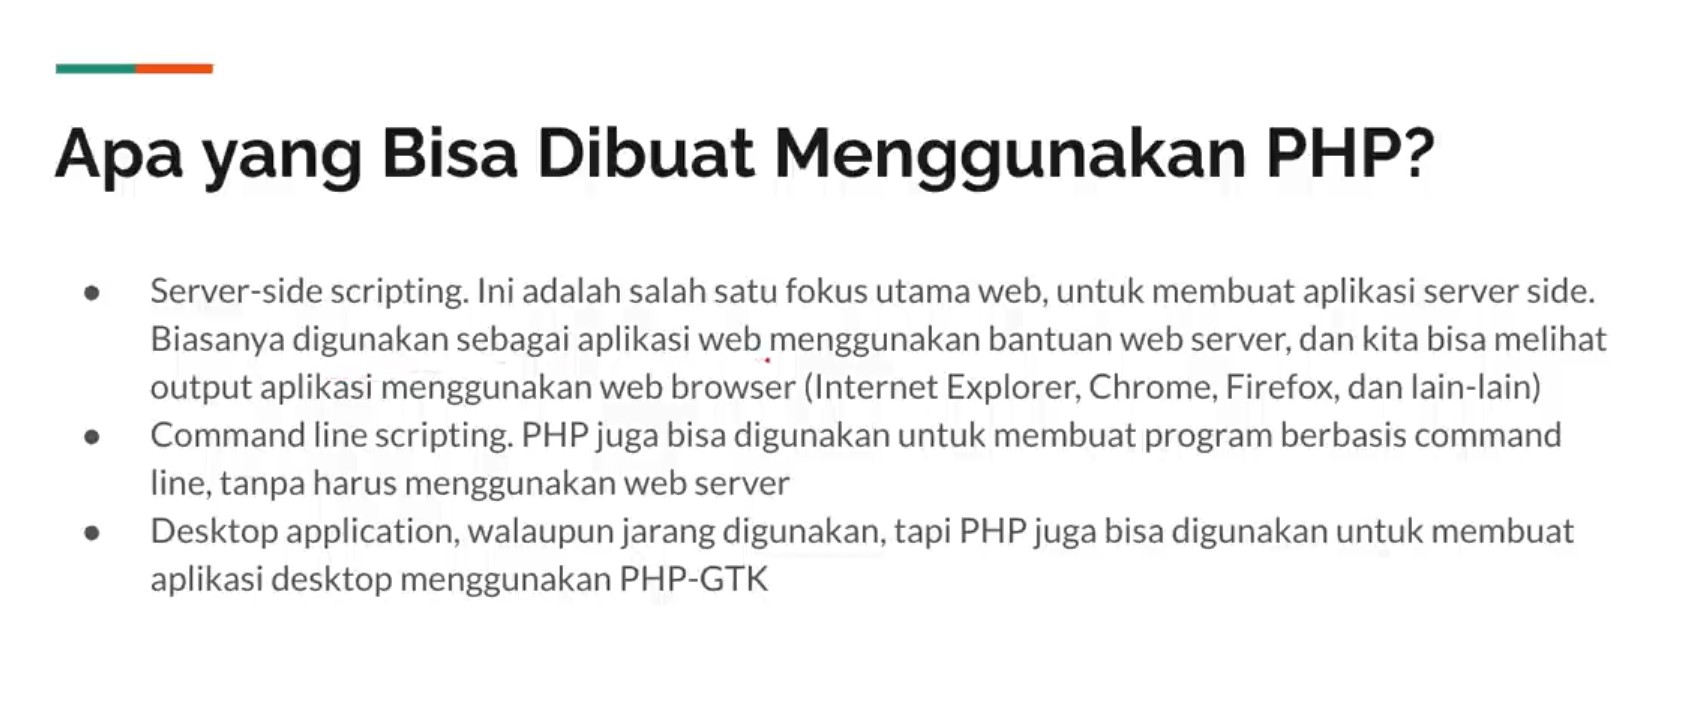 Apa yang Bisa Dibuat Menggunakan PHP?
● Server-side scripting. Ini adalah salah satu fokus utama web, untuk membuat aplikasi server side.
Biasanya digunakan sebagai aplikasi web menggunakan bantuan web server, dan kita bisa melihat
output aplikasi menggunakan web browser (Internet Explorer, Chrome, Firefox, dan lain-lain)
● Command line scripting. PHP juga bisa digunakan untuk membuat program berbasis command
line, tanpa harus menggunakan web server
● Desktop application, walaupun jarang digunakan, tapi PHP juga bisa digunakan untuk membuat
aplikasi desktop menggunakan PHP-GTK